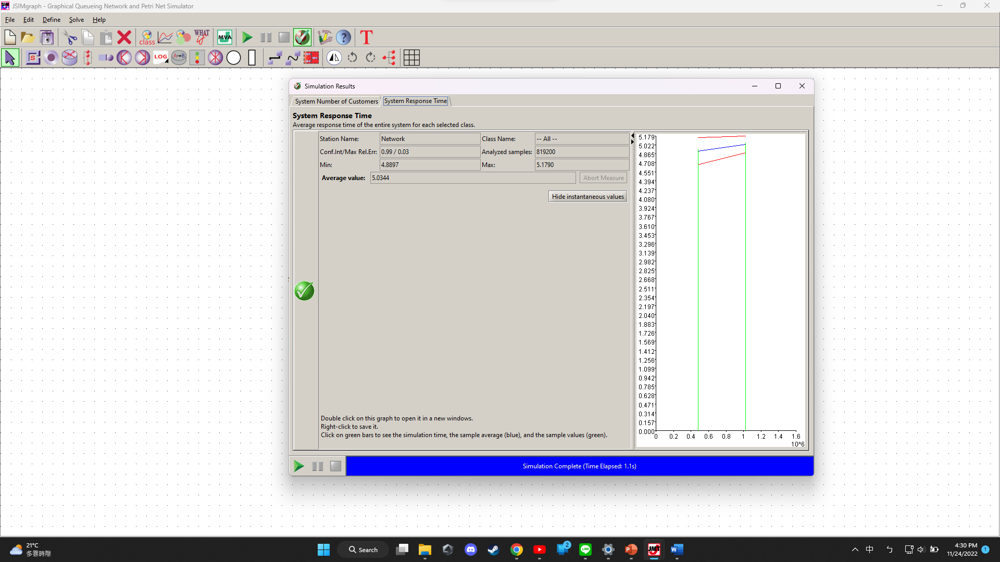 JSIMgraph - Graphical Queueing Network and Petri Net Simulator
File Edit Define Solve Help
class WHAT if MVA ? T
S LOG A→B
Simulation Results
System Number of Customers System Response Time
System Response Time
Average response time of the entire system for each selected class.
Station Name: Network Class Name: -- All --
Conf.Int/Max Rel.Err: 0.99 / 0.03 Analyzed samples: 819200
Min: 4.8897 Max: 5.1790
Average value: 5.0344 Abort Measure
Hide instantaneous values
Double click on this graph to open it in a new windows.
Right-click to save it.
Click on green bars to see the simulation time, the sample average (blue), and the sample values (green).
5.179
5.022
4.865
4.708
4.551
4.394
4.237
4.080
3.924
3.767
3.610
3.453
3.296
3.139
2.982
2.825
2.668
2.511
2.354
2.197
2.040
1.883
1.726
1.569
1.412
1.256
1.099
0.942
0.785
0.628
0.471
0.314
0.157
0.000
0 0.2 0.4 0.6 0.8 1 1.2 1.4 1.6
10^6
Simulation Complete (Time Elapsed: 1.1s)
21°C
多雲時陰
Search
2
LINE
P
JMT
W
中
ㄅ
4:30 PM
11/24/2022
1